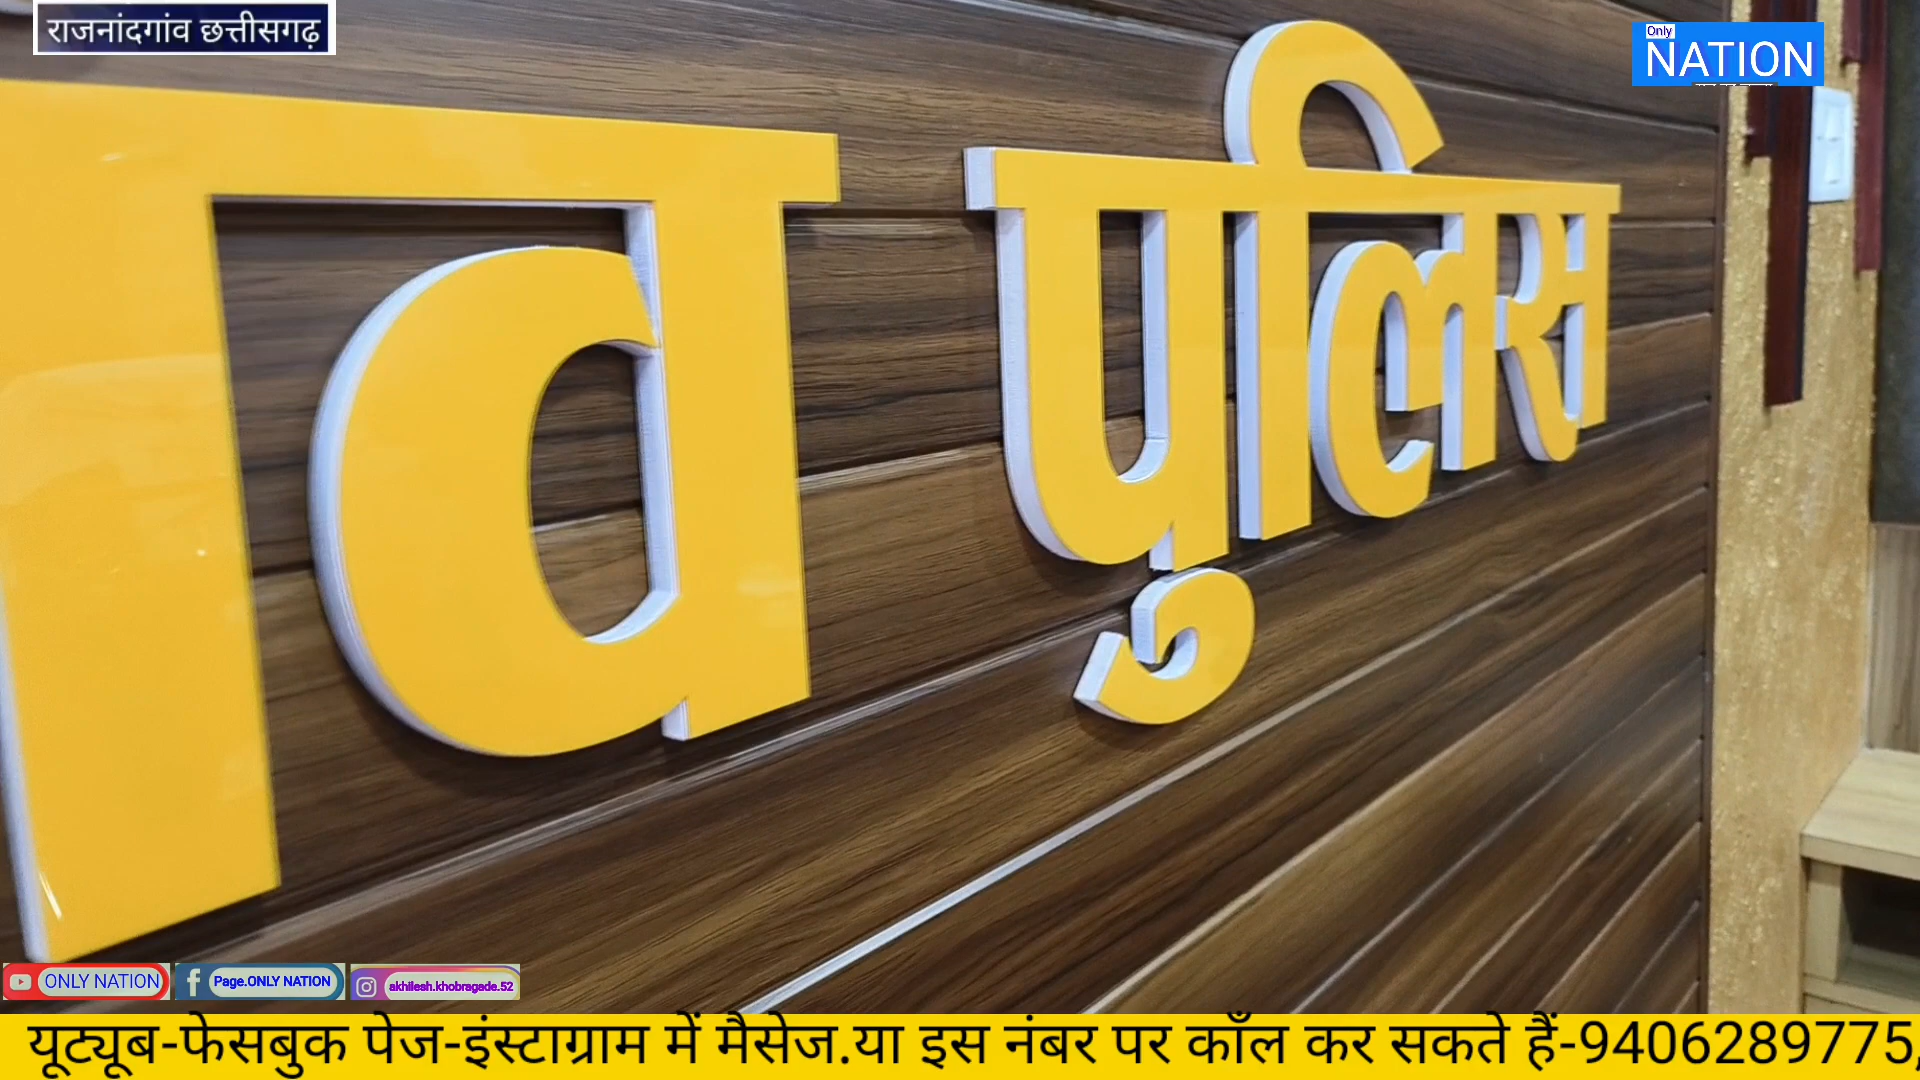 राजनांदगांव छत्तीसगढ़
Only
NATION
व पुलिस
ONLY NATION
Page.ONLY NATION
akhilesh.khobragade.52
यूट्यूब-फेसबुक पेज-इंस्टाग्राम में मैसेज.या इस नंबर पर कॉंल कर सकते हैं-9406289775,